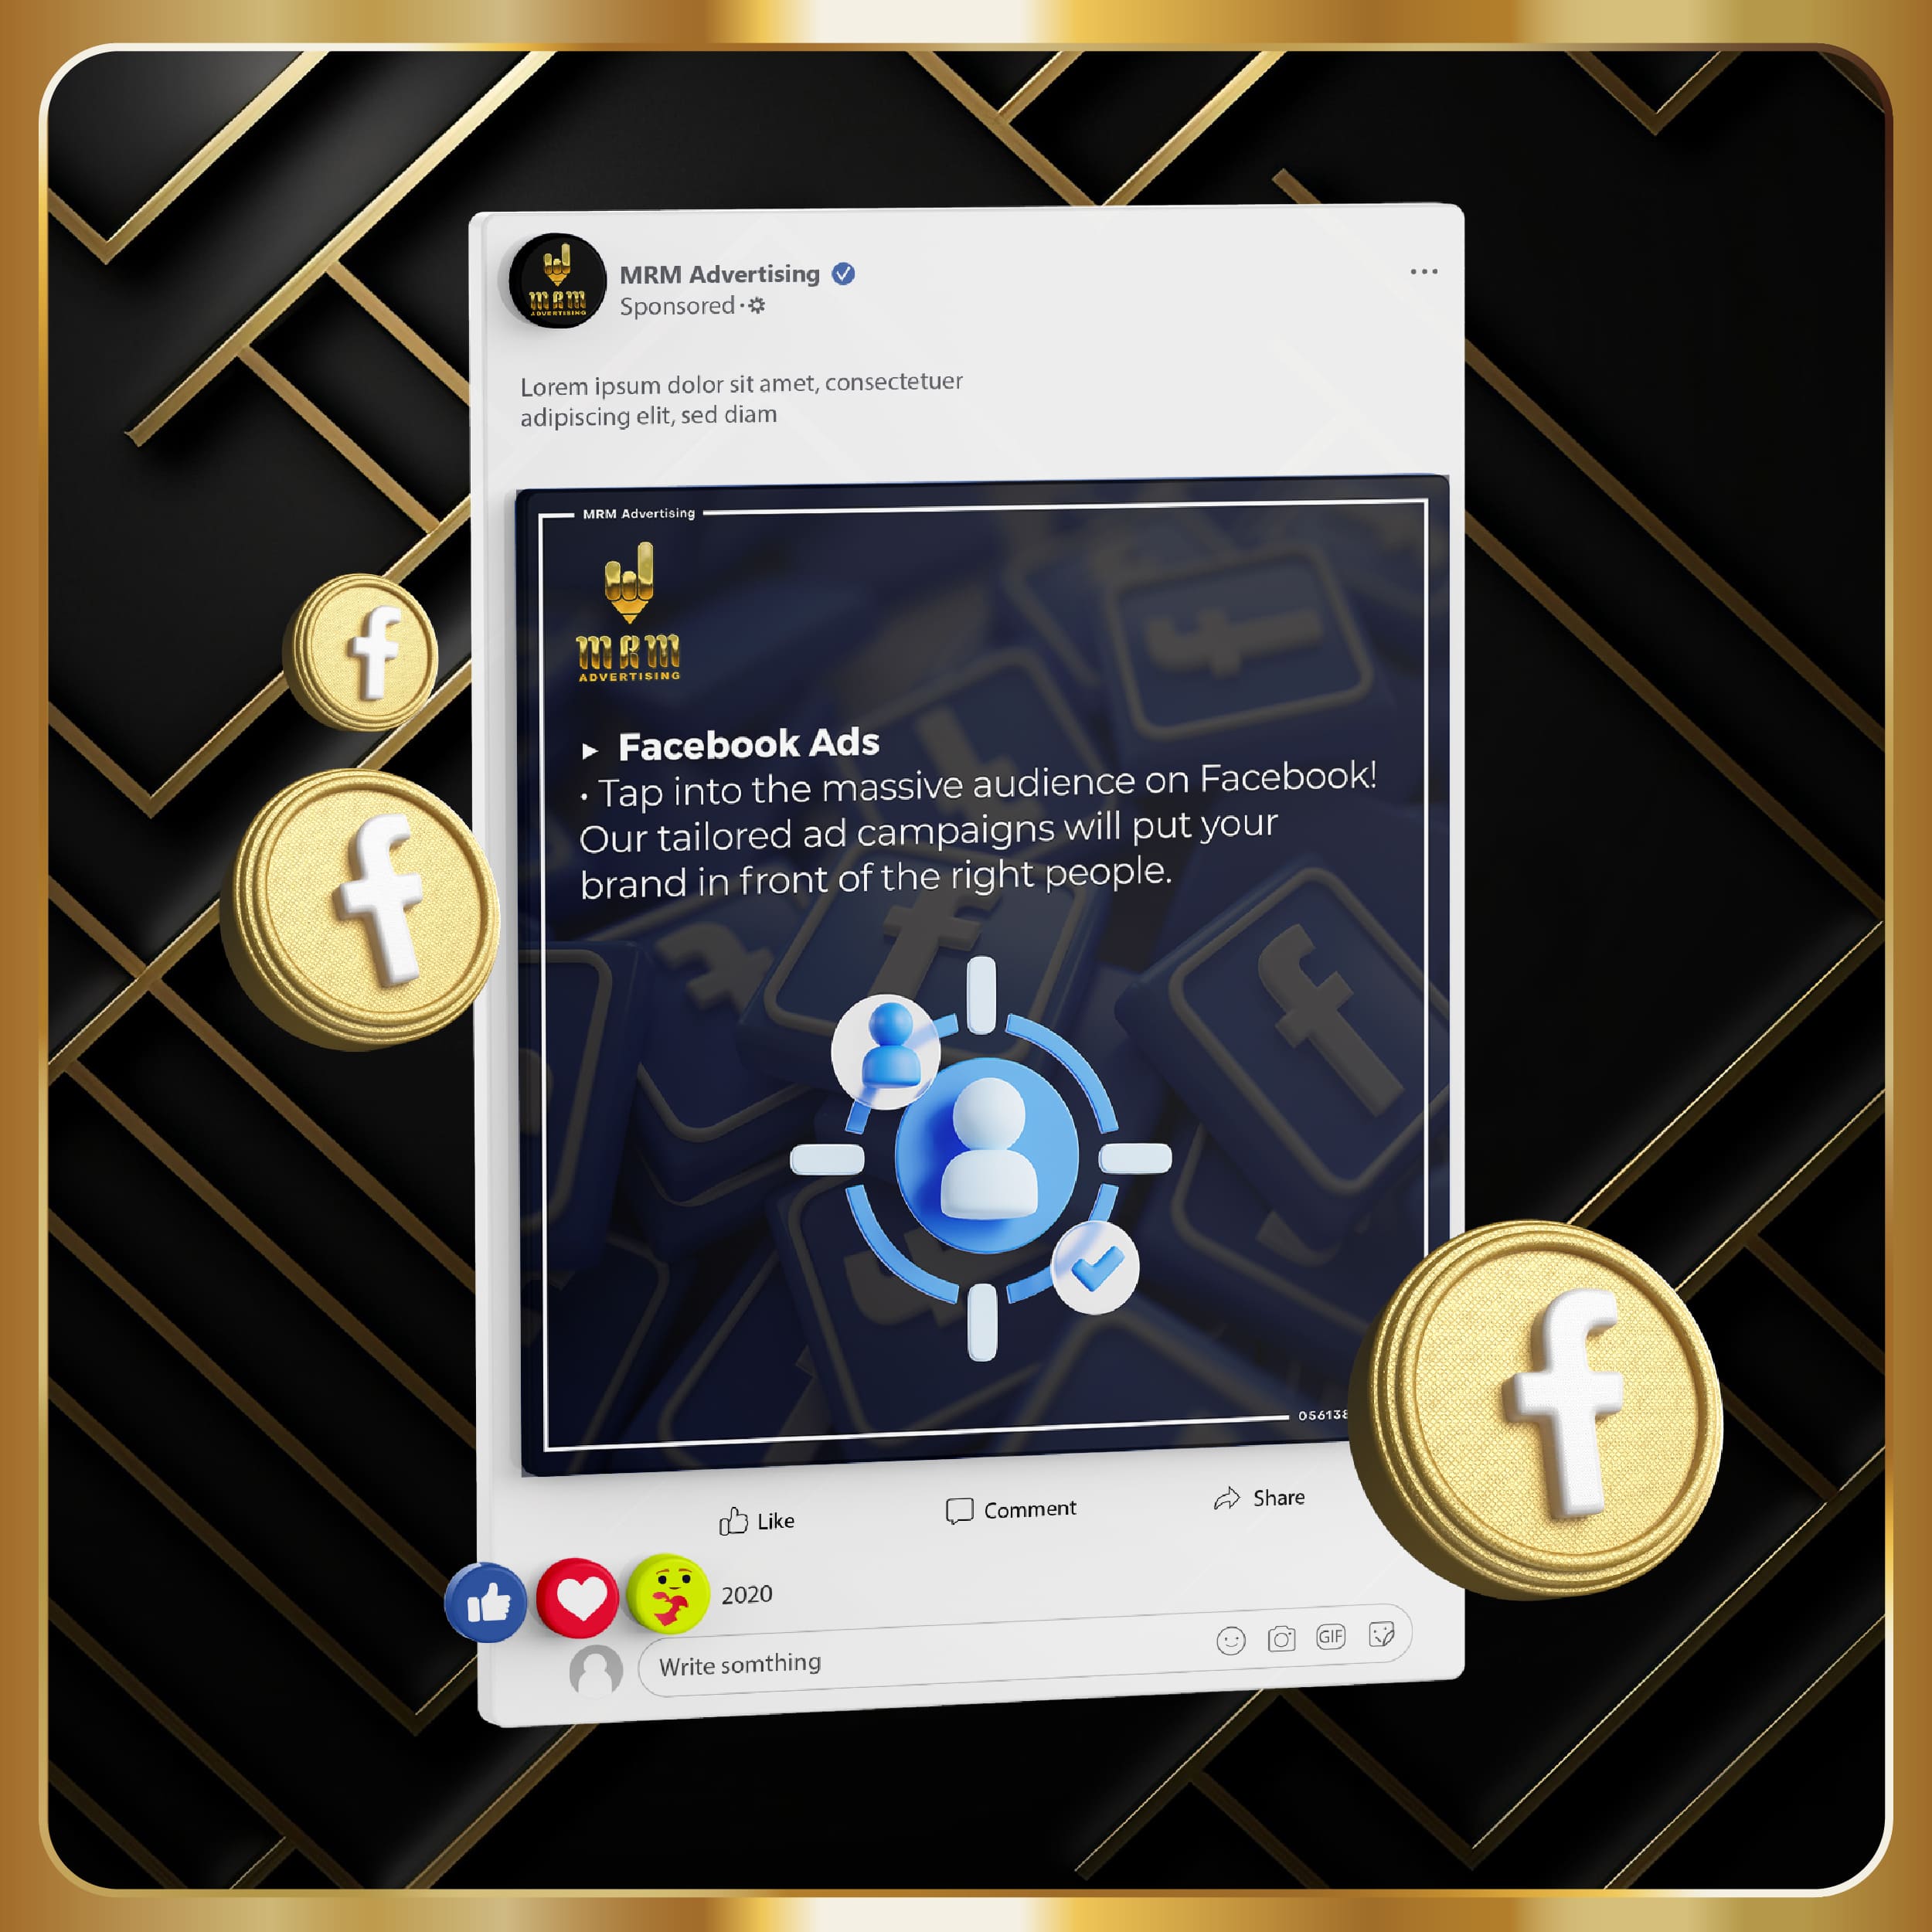 MRM
ADVERTISING
MRM Advertising
Sponsored ·
Lorem ipsum dolor sit amet, consectetuer
adipiscing elit, sed diam
MRM Advertising
MRM
ADVERTISING
► Facebook Ads
• Tap into the massive audience on Facebook!
Our tailored ad campaigns will put your
brand in front of the right people.
Like
Comment
Share
2020
Write somthing
GIF